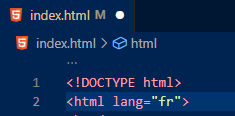 index.html M
index.html > html
...
1 <!DOCTYPE html>
2 <html lang="fr">